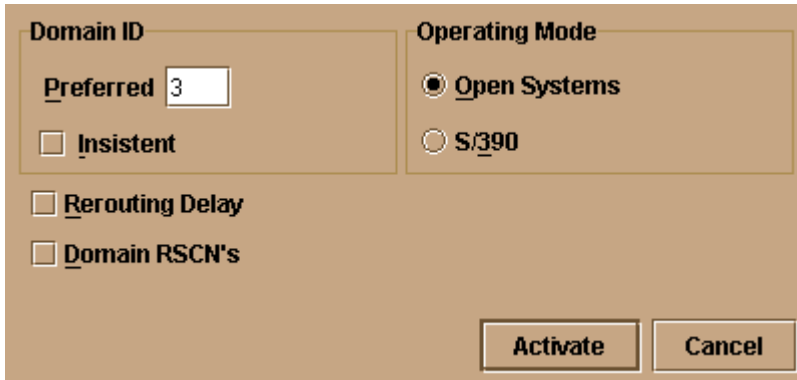 Domain ID
Preferred 3
Insistent
Operating Mode
Open Systems
S/390
Rerouting Delay
Domain RSCN's
Activate
Cancel